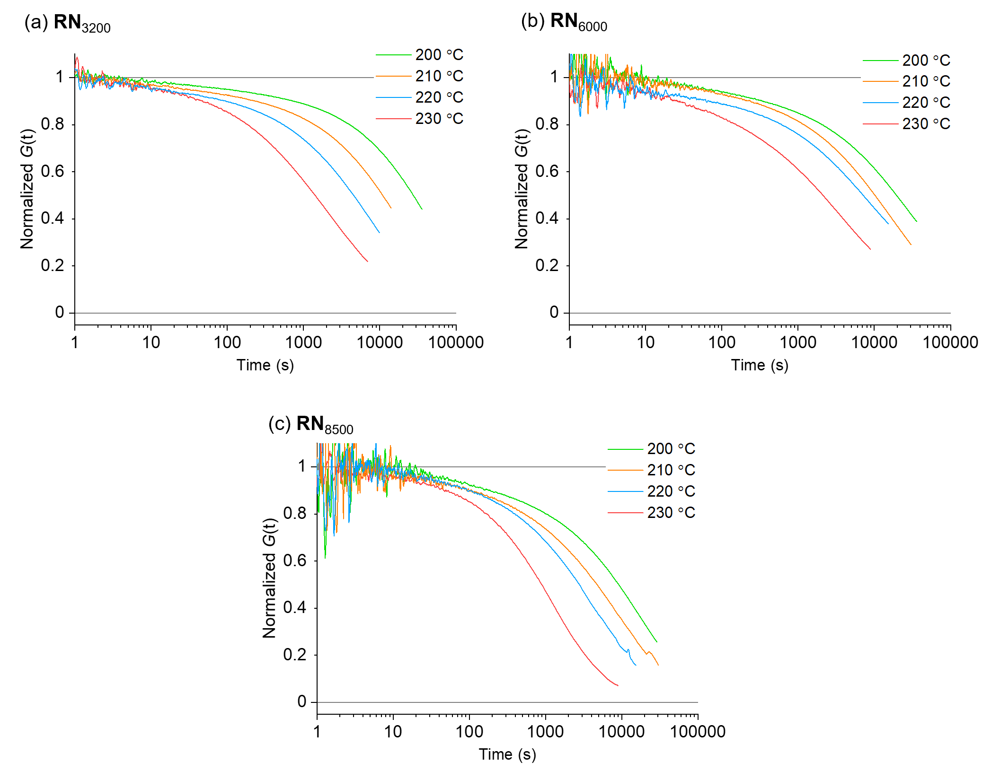 (a) RN3200
200 °C
210 °C
220 °C
230 °C
1
0.8
0.6
0.4
0.2
0
Normalized G(t)
1 10 100 1000 10000 100000
Time (s)
(b) RN6000
200 °C
210 °C
220 °C
230 °C
1
0.8
0.6
0.4
0.2
0
Normalized G(t)
1 10 100 1000 10000 100000
Time (s)
(c) RN8500
200 °C
210 °C
220 °C
230 °C
1
0.8
0.6
0.4
0.2
0
Normalized G(t)
1 10 100 1000 10000 100000
Time (s)